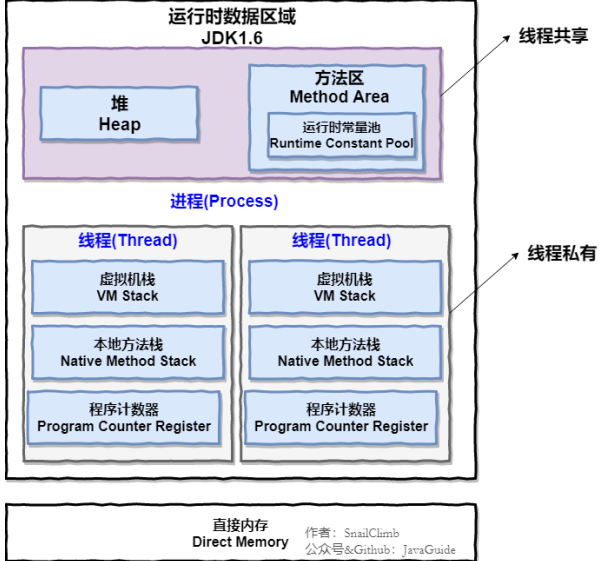 运行时数据区域
JDK1.6
线程共享
堆
Heap
方法区
Method Area
运行时常量池
Runtime Constant Pool
进程(Process)
线程(Thread)
虚拟机栈
VM Stack
本地方法栈
Native Method Stack
程序计数器
Program Counter Register
线程(Thread)
虚拟机栈
VM Stack
本地方法栈
Native Method Stack
程序计数器
Program Counter Register
线程私有
直接内存
Direct Memory
作者：SnailClimb
公众号&Github：JavaGuide